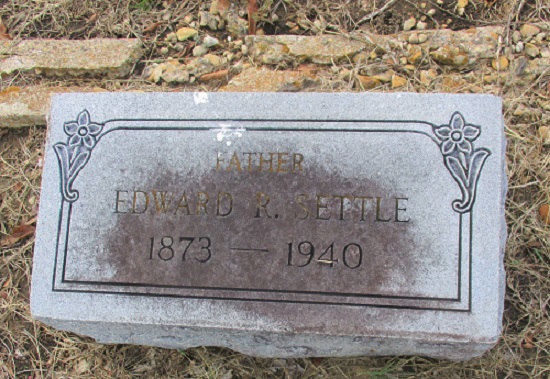 FATHER
EDWARD R. SETTLE
1873 — 1940